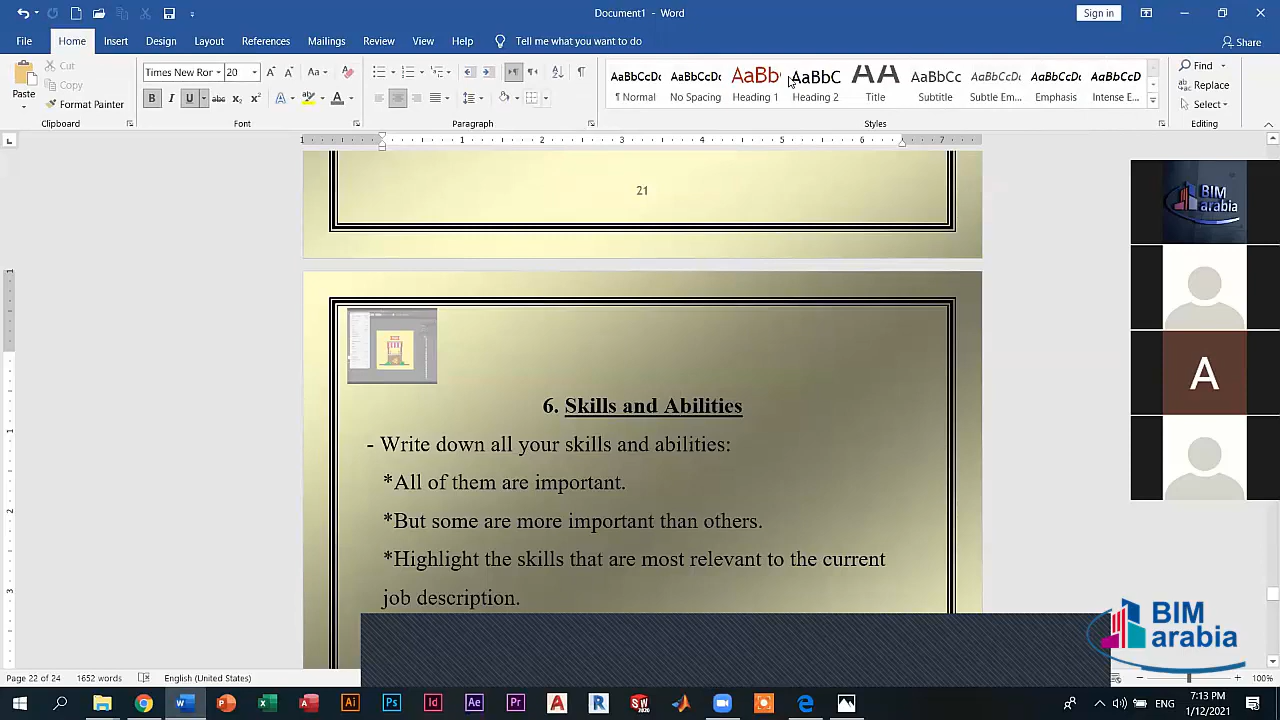 Document1 - Word
Sign in
File Home Insert Design Layout References Mailings Review View Help Tell me what you want to do
Share
Paste
Cut
Copy
Format Painter
Clipboard
Times New Ror 20
Font
Paragraph
AaBbCcDc AaBbCcDc AaBb AaBbC AA AaBbCc AaBbCcDc AaBbCcDc AaBbCcD
¶ Normal No Spacing Heading 1 Heading 2 Title Subtitle Subtle Em... Emphasis Intense E...
Styles
Find
Replace
Select
Editing
21
6. Skills and Abilities
- Write down all your skills and abilities:
*All of them are important.
*But some are more important than others.
*Highlight the skills that are most relevant to the current
job description.
BIM
arabia
A
BIM
arabia
Page 22 of 24 1652 words English (United States)
100%
ENG
7:13 PM
1/12/2021